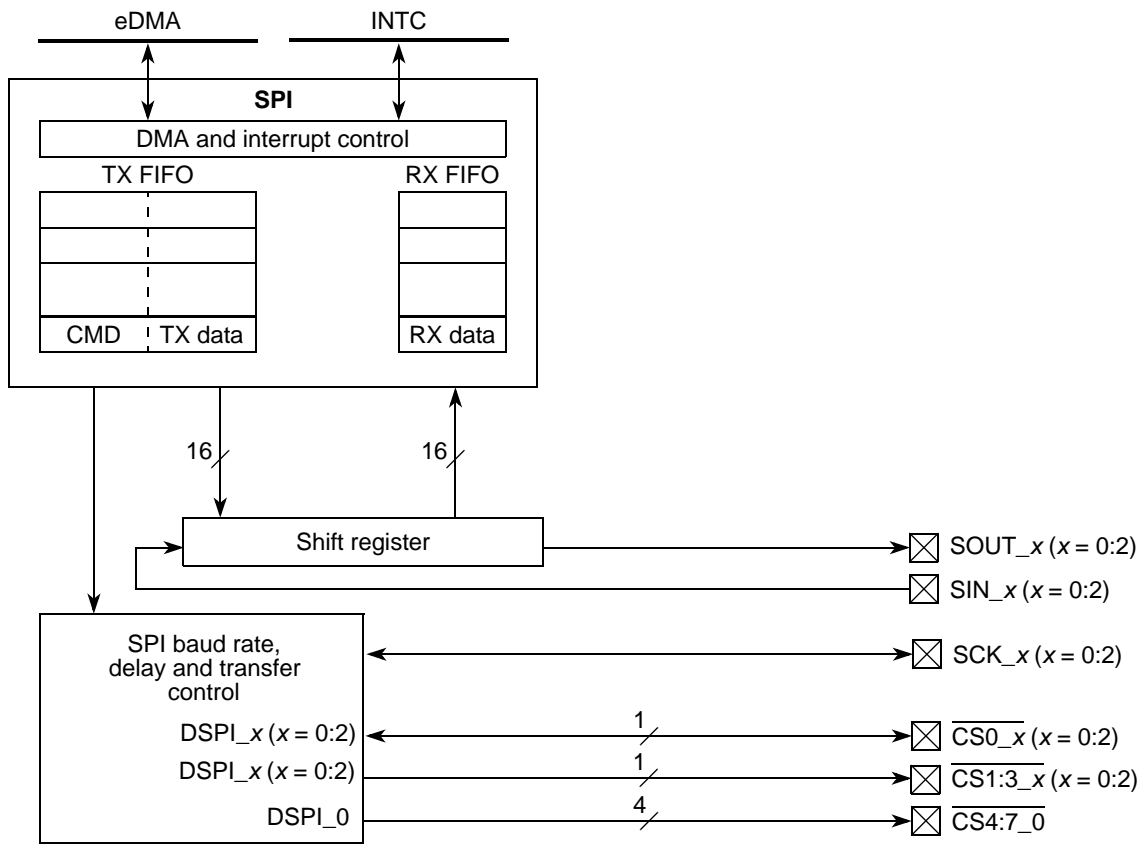 eDMA
INTC
SPI
DMA and interrupt control
TX FIFO
RX FIFO
CMD
TX data
RX data
16
16
Shift register
SOUT_x (x = 0:2)
SIN_x (x = 0:2)
SPI baud rate,
delay and transfer
control
SCK_x (x = 0:2)
DSPI_x (x = 0:2)
1
CS0_x (x = 0:2)
DSPI_x (x = 0:2)
1
CS1:3_x (x = 0:2)
DSPI_0
4
CS4:7_0